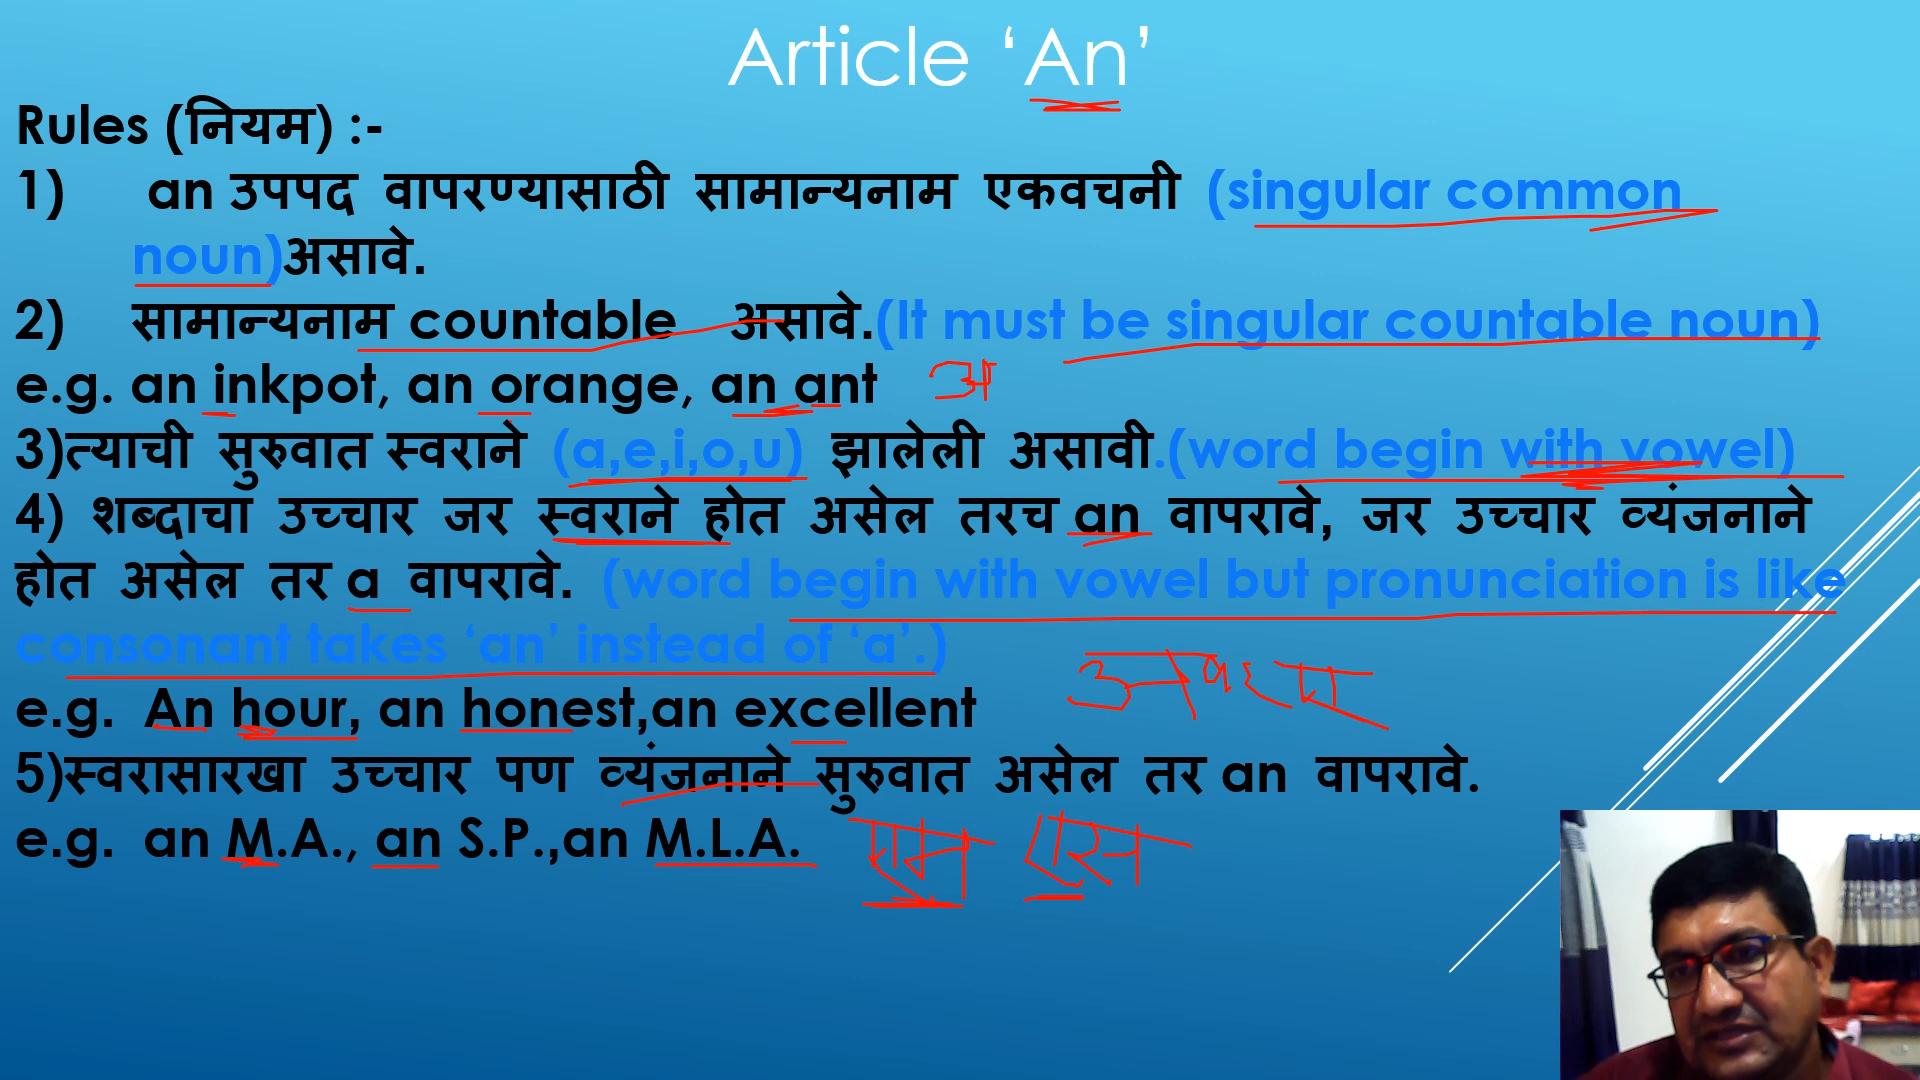 Article ‘An’
Rules (नियम) :-
1) an उपपद वापरण्यासाठी सामान्यनाम एकवचनी (singular common
noun)असावे.
2) सामान्यनाम countable असावे.(It must be singular countable noun)
e.g. an inkpot, an orange, an ant अ
3)त्याची सुरुवात स्वराने (a,e,i,o,u) झालेली असावी.(word begin with vowel)
4) शब्दाचा उच्चार जर स्वराने होत असेल तरच an वापरावे, जर उच्चार व्यंजनाने
होत असेल तर a वापरावे. (word begin with vowel but pronunciation is like
consonant takes ‘an’ instead of ‘a’.)
e.g. An hour, an honest,an excellent
5)स्वरासारखा उच्चार पण व्यंजनाने सुरुवात असेल तर an वापरावे.
e.g. an M.A., an S.P.,an M.L.A. एम एस